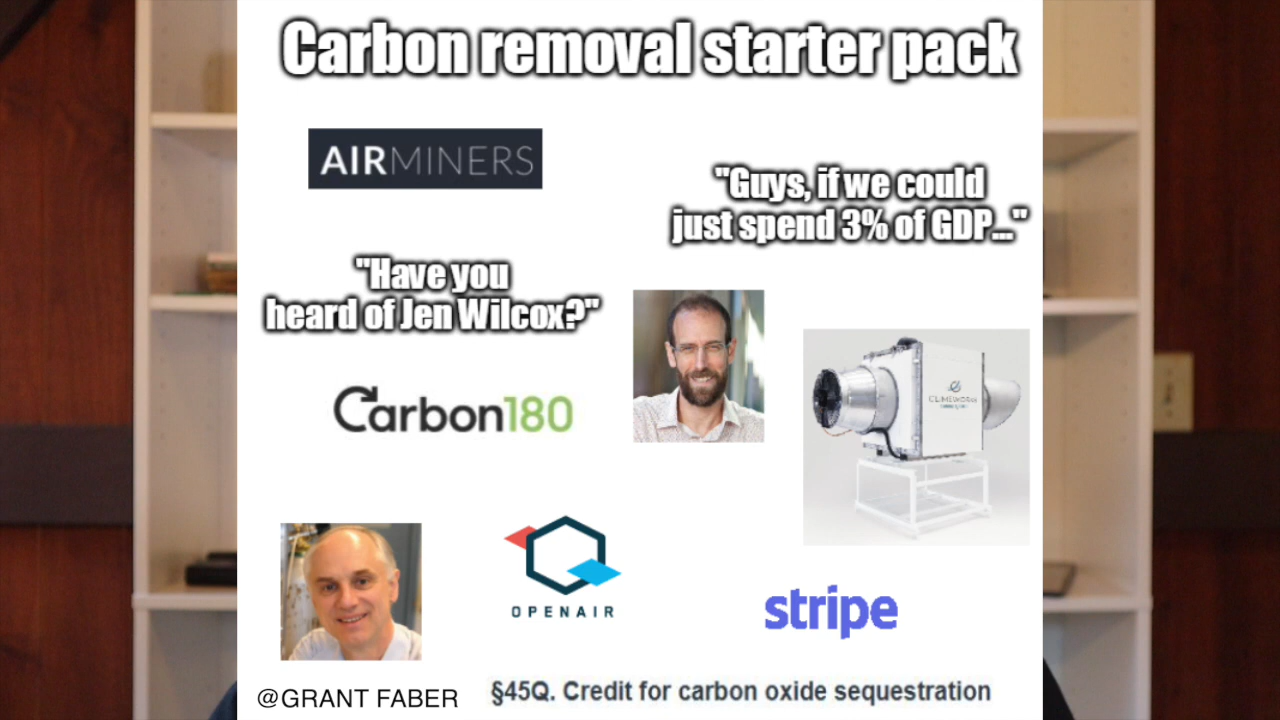 Carbon removal starter pack
AIRMINERS
"Guys, if we could
just spend 3% of GDP..."
"Have you
heard of Jen Wilcox?"
Carbon180
CLIMEWORKS
OPENAIR
stripe
@GRANT FABER
§45Q. Credit for carbon oxide sequestration